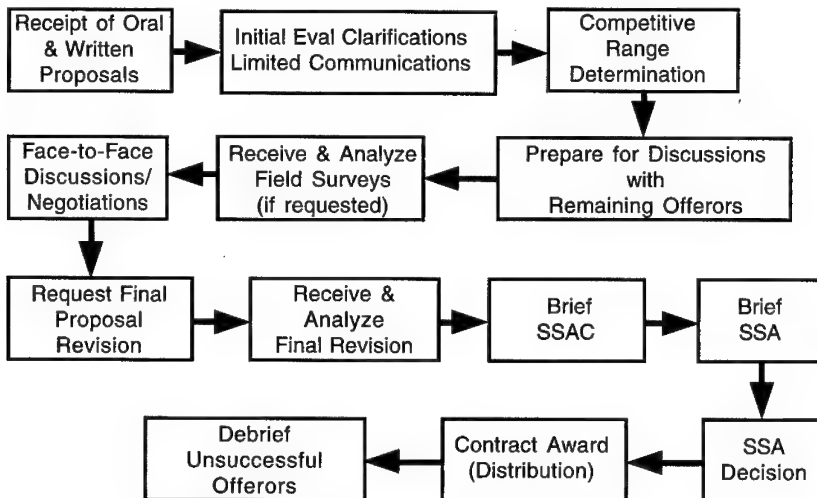 Receipt of Oral
& Written
Proposals
Initial Eval Clarifications
Limited Communications
Competitive
Range
Determination
Prepare for Discussions
with
Remaining Offerors
Receive & Analyze
Field Surveys
(if requested)
Face-to-Face
Discussions/
Negotiations
Request Final
Proposal
Revision
Receive &
Analyze
Final Revision
Brief
SSAC
Brief
SSA
SSA
Decision
Contract Award
(Distribution)
Debrief
Unsuccessful
Offerors